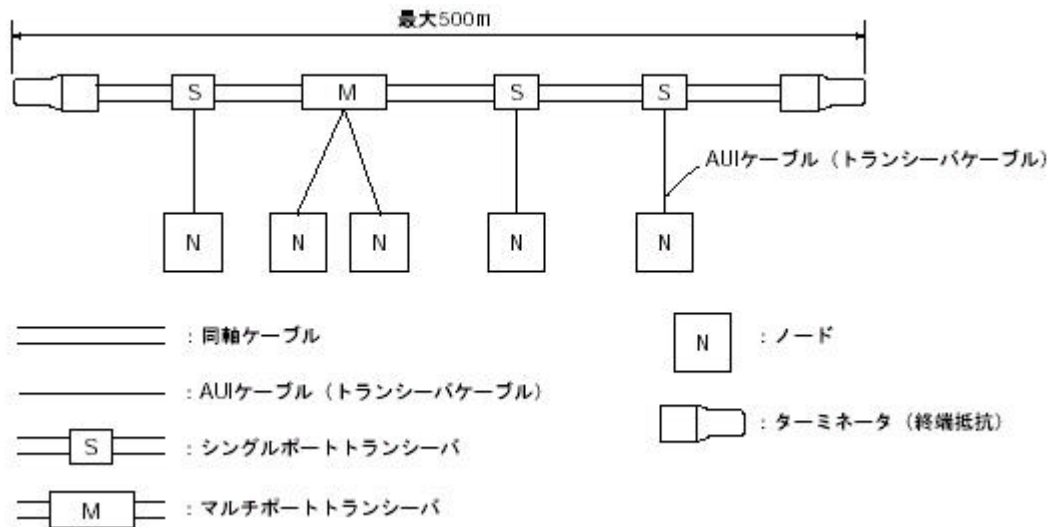 最大500m
S
M
S
S
AUIケーブル（トランシーバケーブル）
N
N
N
N
N
：同軸ケーブル
N
：ノード
：AUIケーブル（トランシーバケーブル）
：ターミネータ（終端抵抗）
S
：シングルポートトランシーバ
M
：マルチポートトランシーバ